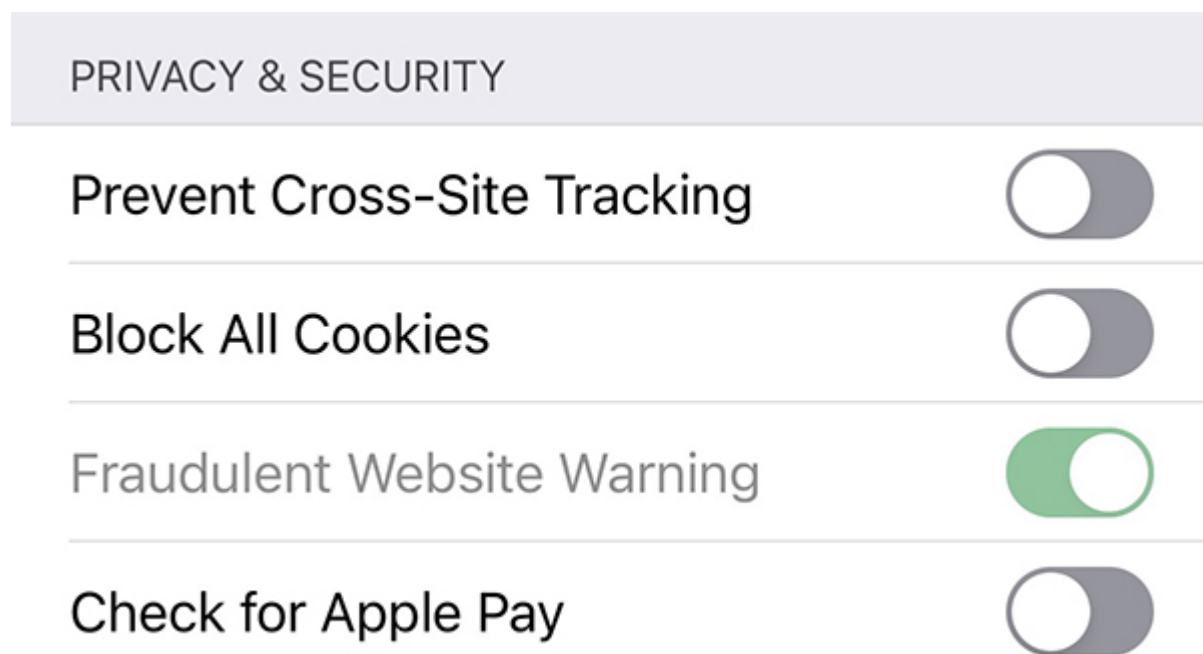 PRIVACY & SECURITY
Prevent Cross-Site Tracking
Block All Cookies
Fraudulent Website Warning
Check for Apple Pay